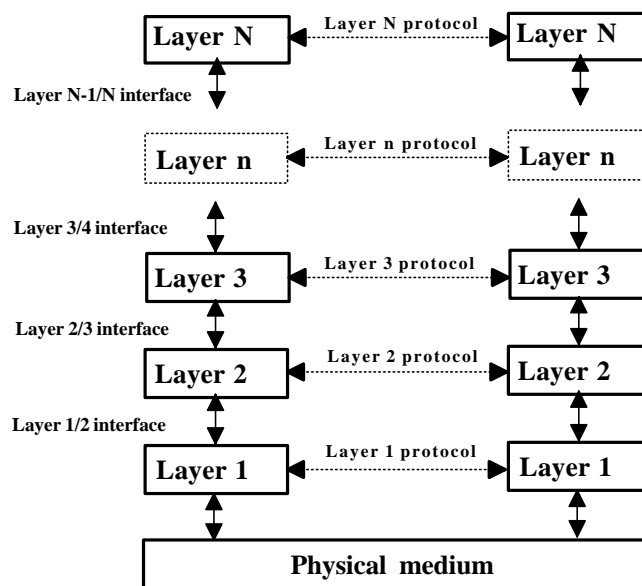 Layer N
Layer N protocol
Layer N
Layer N-1/N interface
Layer n
Layer n protocol
Layer n
Layer 3/4 interface
Layer 3
Layer 3 protocol
Layer 3
Layer 2/3 interface
Layer 2
Layer 2 protocol
Layer 2
Layer 1/2 interface
Layer 1
Layer 1 protocol
Layer 1
Physical medium